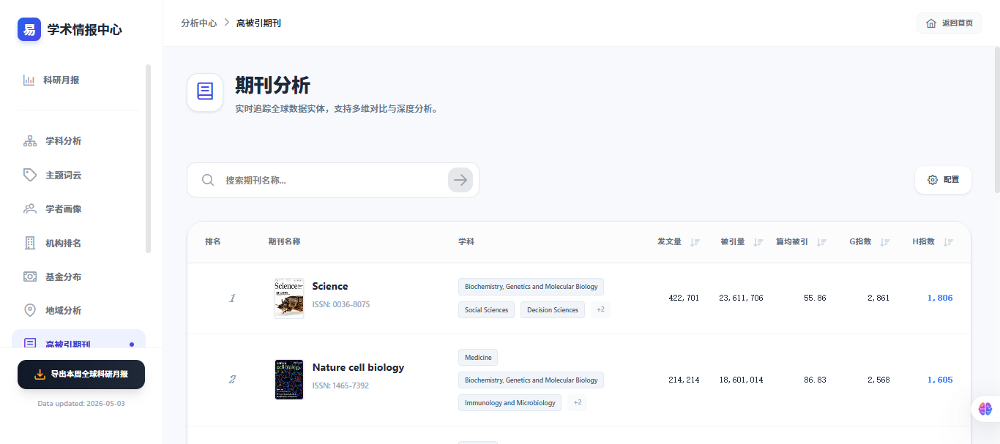 易 学术情报中心
分析中心 > 高被引期刊
返回首页
科研月报
学科分析
主题词云
学者画像
机构排名
基金分布
地域分析
高被引期刊
导出本周全球科研月报
Data updated: 2026-05-03
期刊分析
实时追踪全球数据实体，支持多维对比与深度分析。
搜索期刊名称...
配置
排名 期刊名称 学科 发文量 被引量 篇均被引 G指数 H指数
1
Science
Science
ISSN: 0036-8075
Biochemistry, Genetics and Molecular Biology
Social Sciences Decision Sciences +2
422,701 23,611,706 55.86 2,861 1,806
2
nature
cell biology
Nature cell biology
ISSN: 1465-7392
Medicine
Biochemistry, Genetics and Molecular Biology
Immunology and Microbiology +2
214,214 18,601,014 86.83 2,568 1,605